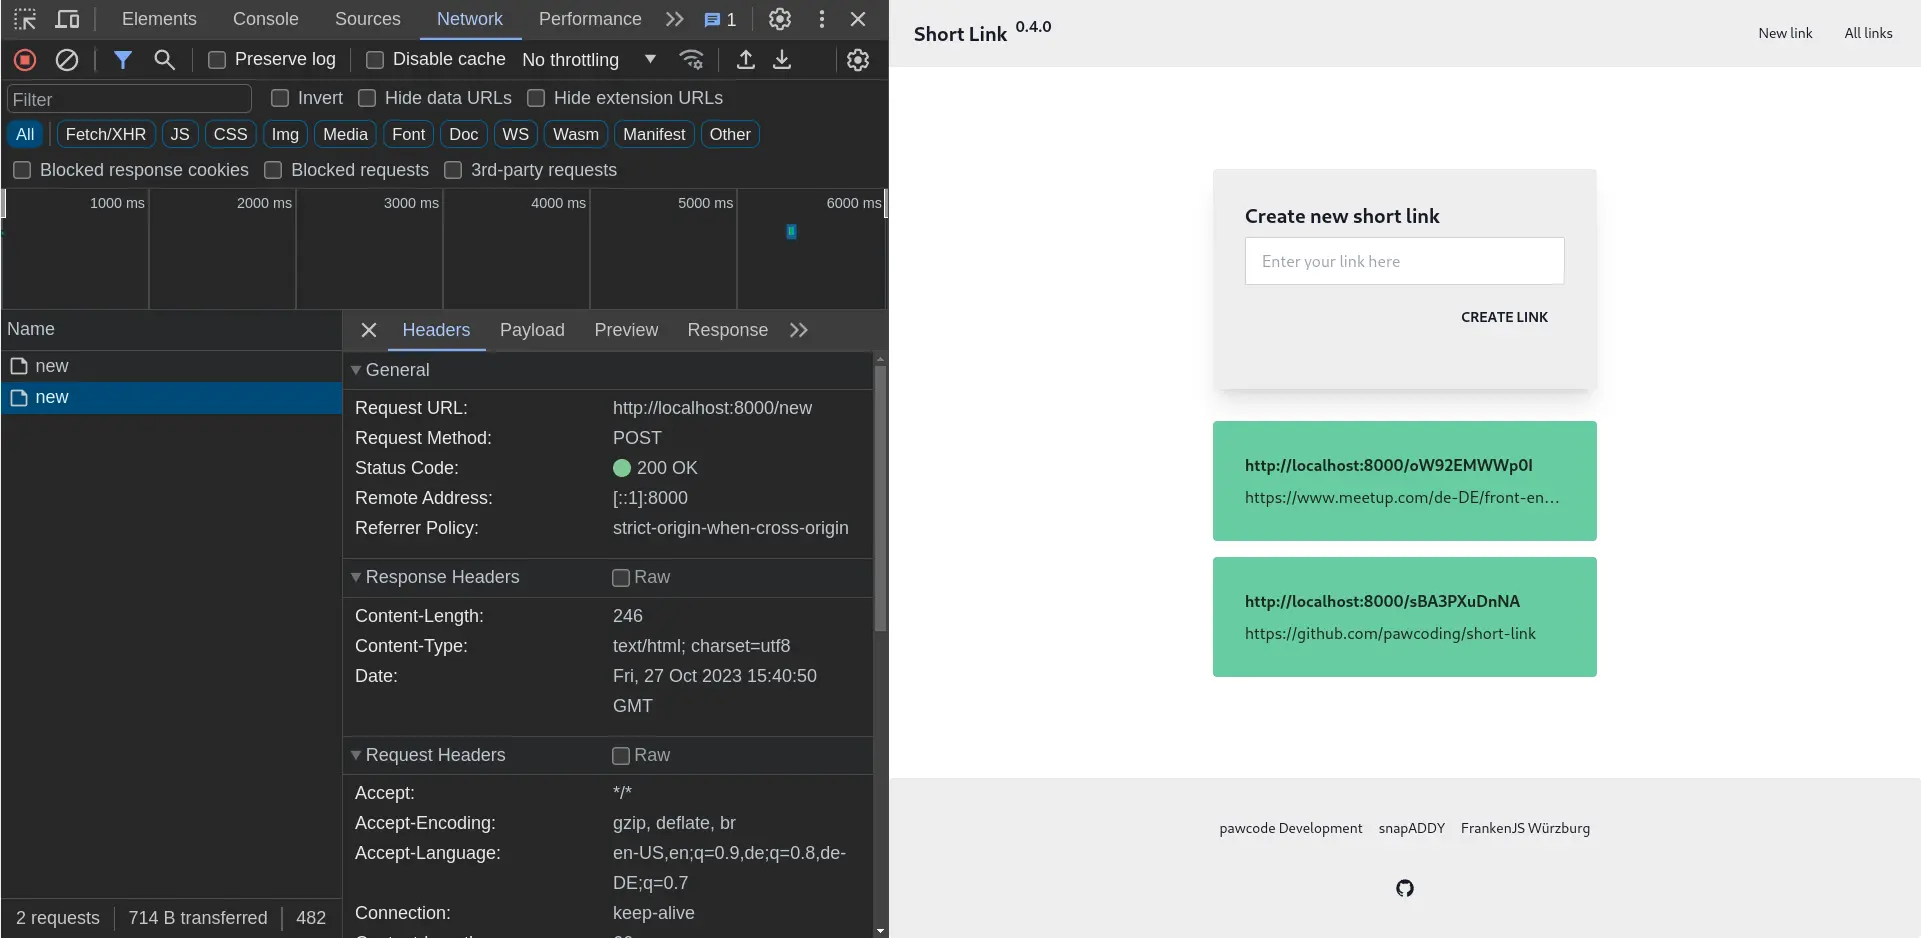 Elements Console Sources Network Performance 1
Preserve log Disable cache No throttling
Filter Invert Hide data URLs Hide extension URLs
All Fetch/XHR JS CSS Img Media Font Doc WS Wasm Manifest Other
Blocked response cookies Blocked requests 3rd-party requests
1000 ms 2000 ms 3000 ms 4000 ms 5000 ms 6000 ms
Name
new
new
2 requests 714 B transferred 482
Headers Payload Preview Response
General
Request URL: http://localhost:8000/new
Request Method: POST
Status Code: 200 OK
Remote Address: [::1]:8000
Referrer Policy: strict-origin-when-cross-origin
Response Headers Raw
Content-Length: 246
Content-Type: text/html; charset=utf8
Date: Fri, 27 Oct 2023 15:40:50
GMT
Request Headers Raw
Accept: */*
Accept-Encoding: gzip, deflate, br
Accept-Language: en-US,en;q=0.9,de;q=0.8,de-
DE;q=0.7
Connection: keep-alive
Short Link 0.4.0 New link All links
Create new short link
Enter your link here
CREATE LINK
http://localhost:8000/oW92EMWWp0I
https://www.meetup.com/de-DE/front-en…
http://localhost:8000/sBA3PXuDnNA
https://github.com/pawcoding/short-link
pawcode Development snapADDY FrankenJS Würzburg